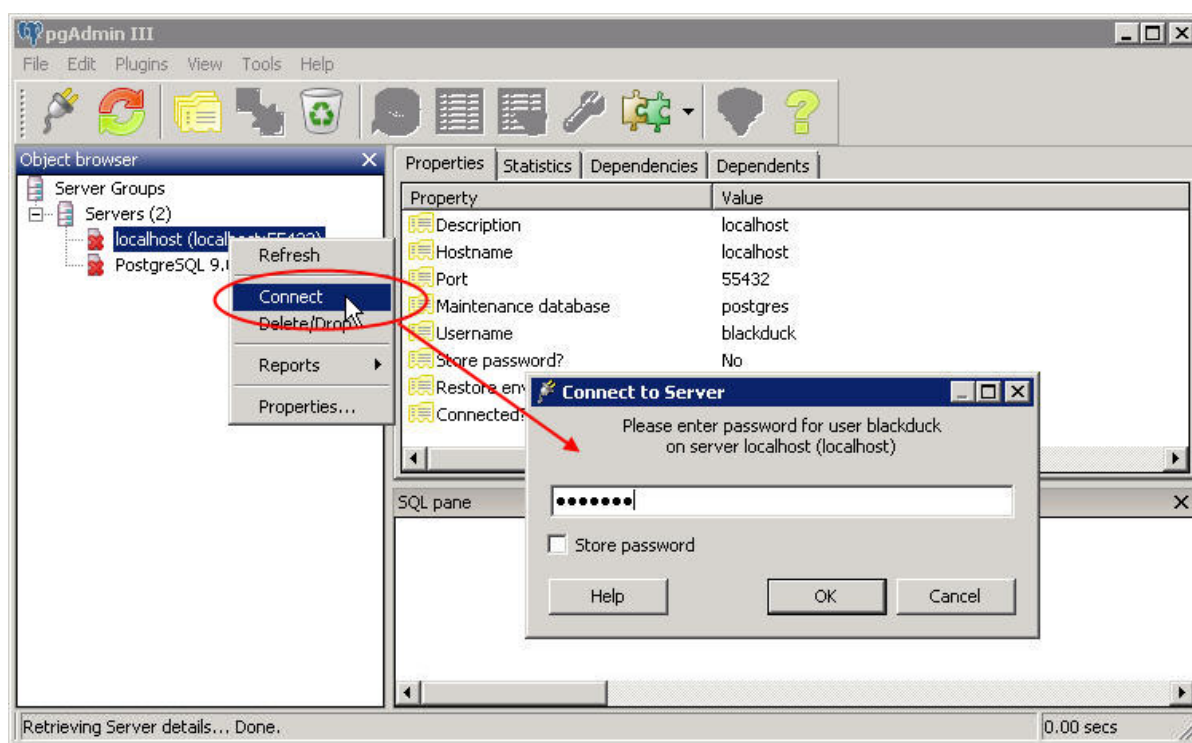 pgAdmin III
File Edit Plugins View Tools Help
Object browser
Server Groups
Servers (2)
localhost
PostgreSQL
Refresh
Connect
Delete/Drop
Reports
Properties...
Properties Statistics Dependencies Dependents
Property Value
Description localhost
Hostname localhost
Port 55432
Maintenance database postgres
Username blackduck
Store password? No
Restore
Connected?
Connect to Server
Please enter password for user blackduck
on server localhost (localhost)
Store password
Help OK Cancel
SQL pane
Retrieving Server details... Done. 0.00 secs